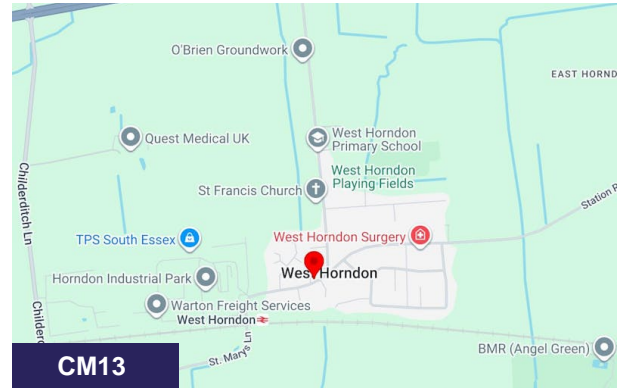 O'Brien Groundwork
EAST HORND
Quest Medical UK
West Horndon
Primary School
West Horndon
Playing Fields
Childerditch Ln
St Francis Church
Station R
TPS South Essex
West Horndon Surgery
Horndon Industrial Park
West Horndon
Warton Freight Services
West Horndon
Childerd
St. Marys Ln
BMR (Angel Green)
CM13